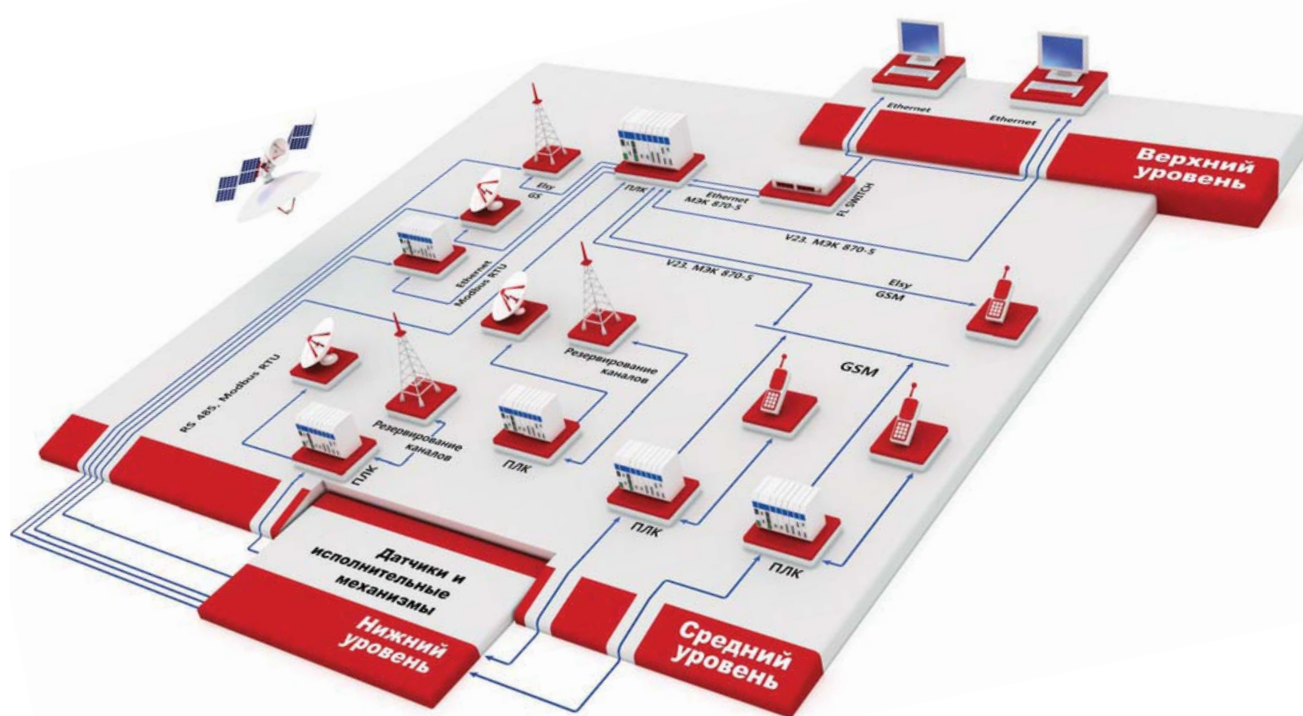 Ethernet
Ethernet
Верхний
уровень
ПЛК
Elsy
GS
Ethernet
МЭК 870-5
FL SWITCH
V23. МЭК 870-5
V23. МЭК 870-5
Elsy
GSM
Ethernet
Modbus RTU
RS 485, Modbus RTU
Резервирование
каналов
GSM
Резервирование
каналов
ПЛК
ПЛК
ПЛК
ПЛК
Датчики и
исполнительные
механизмы
Нижний
уровень
Средний
уровень